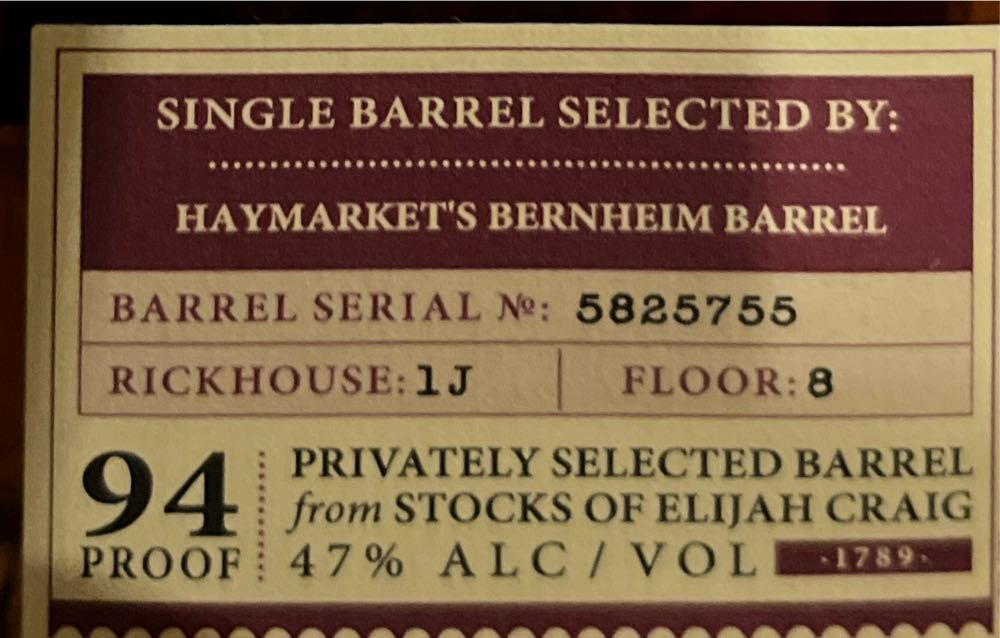 SINGLE BARREL SELECTED BY:
HAYMARKET'S BERNHEIM BARREL
BARREL SERIAL №: 5825755
RICKHOUSE: 1J FLOOR: 8
94 PROOF
PRIVATELY SELECTED BARREL
from STOCKS OF ELIJAH CRAIG
47% ALC / VOL ·1789·